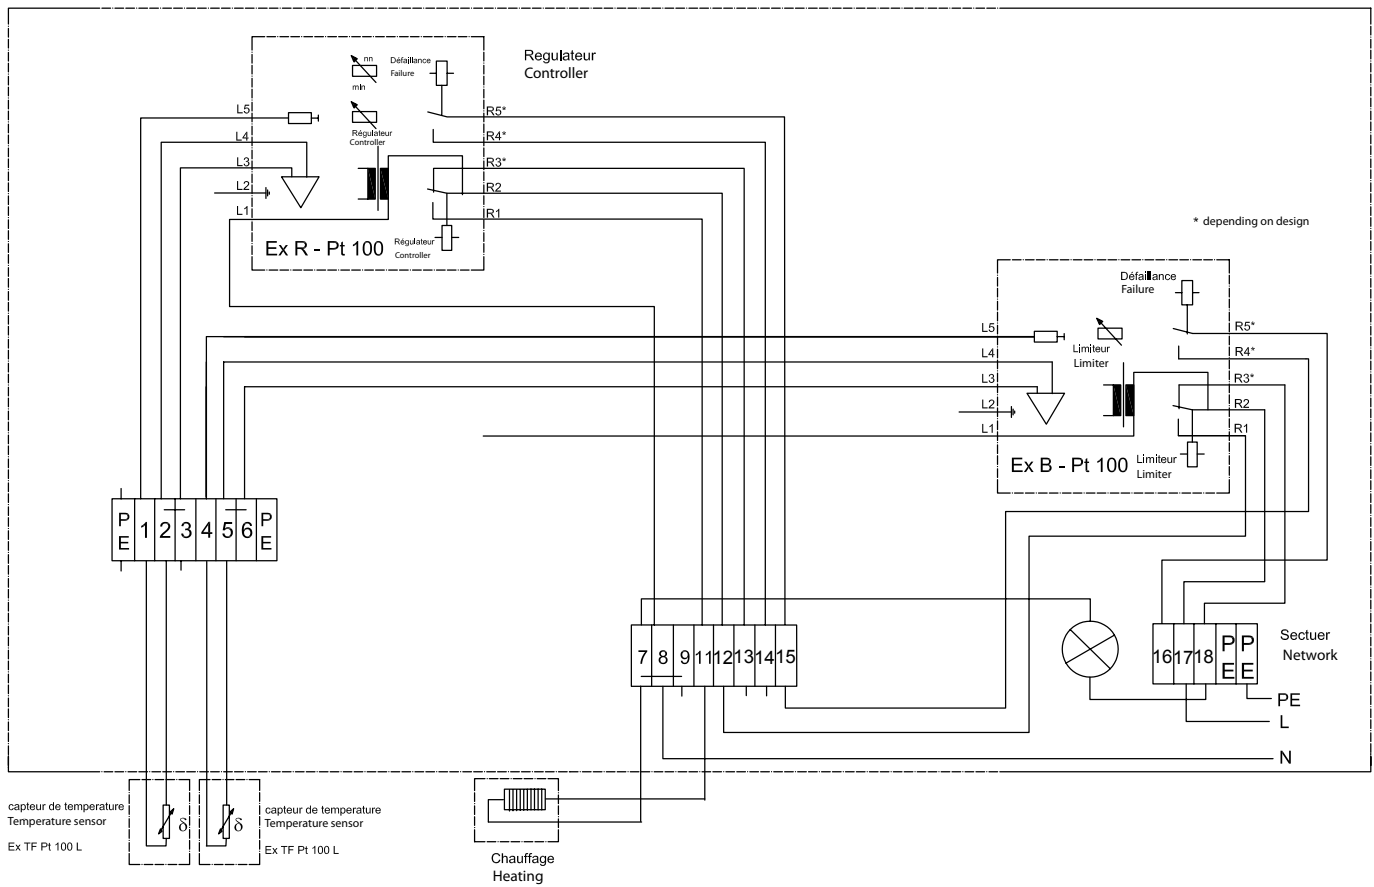 Regulateur
Controller
nn
min
Défaillance
Failure
Régulateur
Controller
L5
L4
L3
L2
L1
R5*
R4*
R3*
R2
R1
Ex R - Pt 100
Régulateur
Controller
* depending on design
Défaillance
Failure
Limiteur
Limiter
L5
L4
L3
L2
L1
R5*
R4*
R3*
R2
R1
Ex B - Pt 100
Limiteur
Limiter
PE 1 2 3 4 5 6 PE
7 8 9 11 12 13 14 15
16 17 18 PE PE
Sectuer
Network
PE
L
N
capteur de temperature
Temperature sensor
Ex TF Pt 100 L
δ
δ
capteur de temperature
Temperature sensor
Ex TF Pt 100 L
Chauffage
Heating